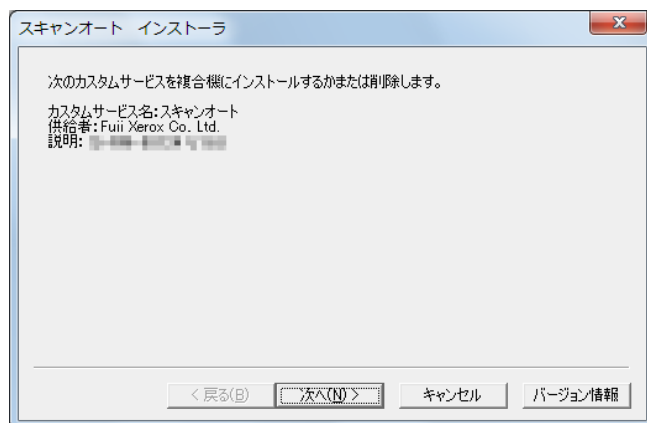 スキャンオート インストーラ
次のカスタムサービスを複合機にインストールするかまたは削除します。
カスタムサービス名:スキャンオート
供給者:Fuii Xerox Co. Ltd.
説明:
< 戻る(B)
次へ(N) >
キャンセル
バージョン情報